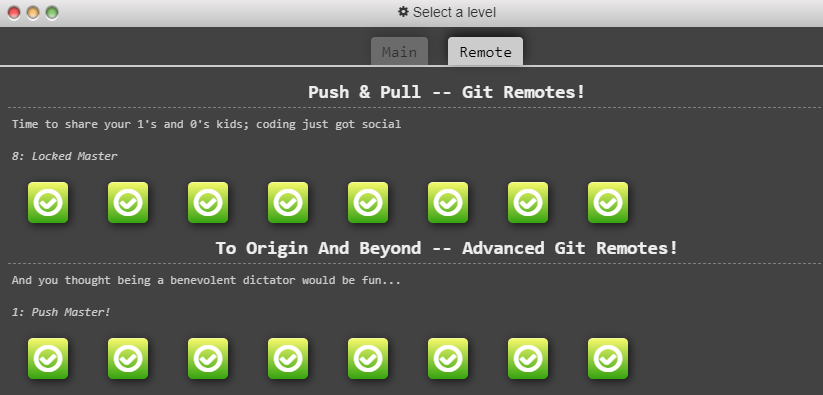 Select a level
Main Remote
Push & Pull -- Git Remotes!
Time to share your 1's and 0's kids; coding just got social
8: Locked Master
To Origin And Beyond -- Advanced Git Remotes!
And you thought being a benevolent dictator would be fun...
1: Push Master!